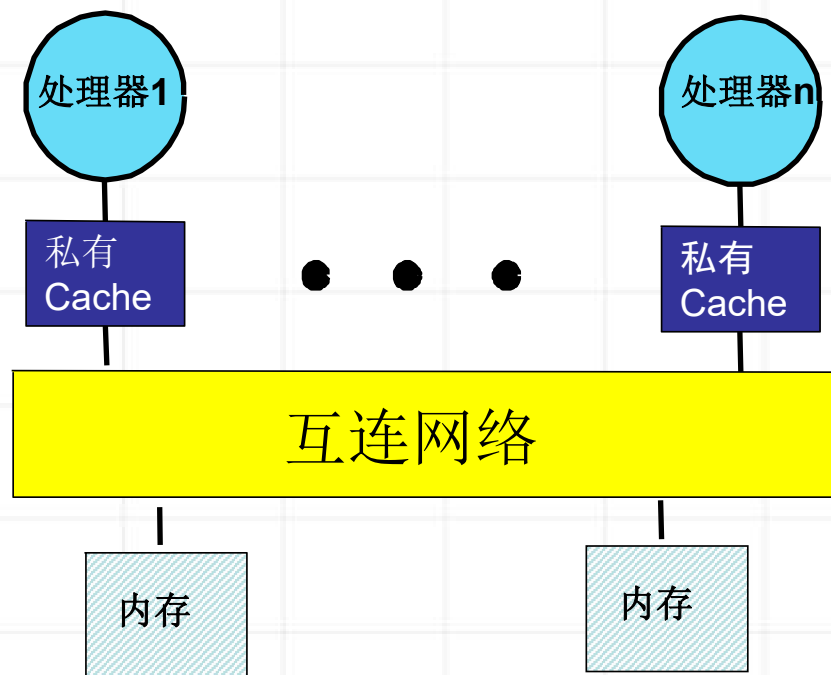 处理器1
处理器n
私有
Cache
私有
Cache
互连网络
内存
内存